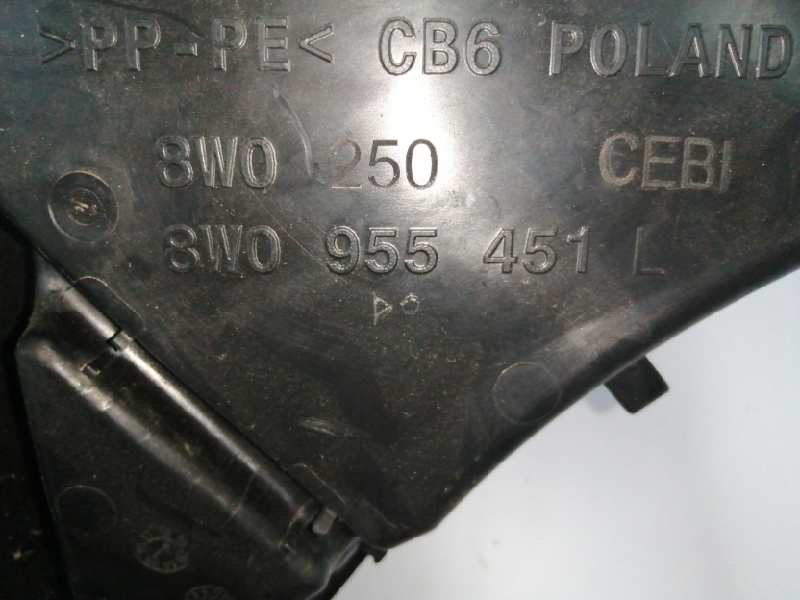 >PP-PE< CB6 POLAND
8W0 250 CEBI
8W0 955 451 L